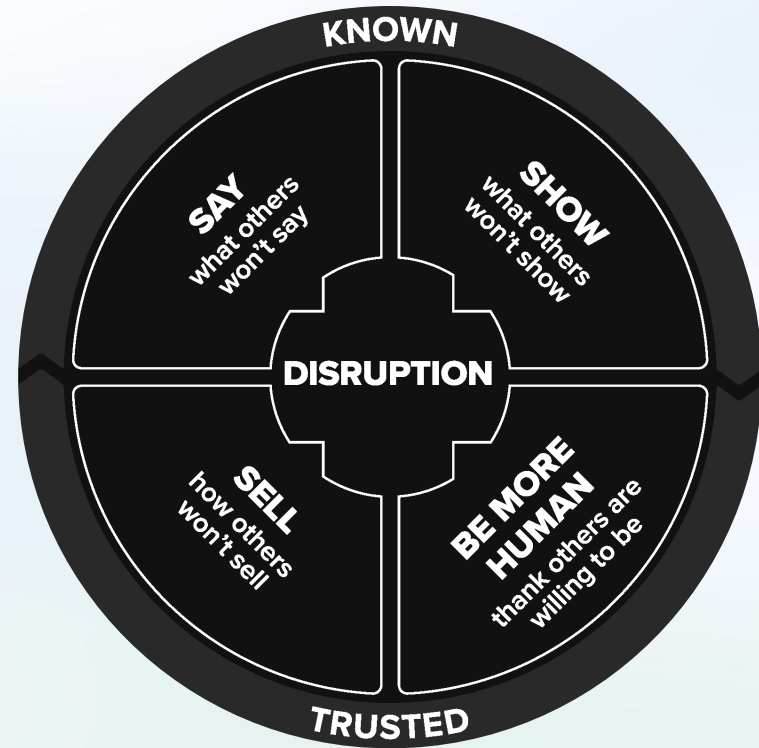 KNOWN
SAY
what others
won't say
SHOW
what others
won't show
DISRUPTION
SELL
how others
won't sell
BE MORE
HUMAN
thank others are
willing to be
TRUSTED